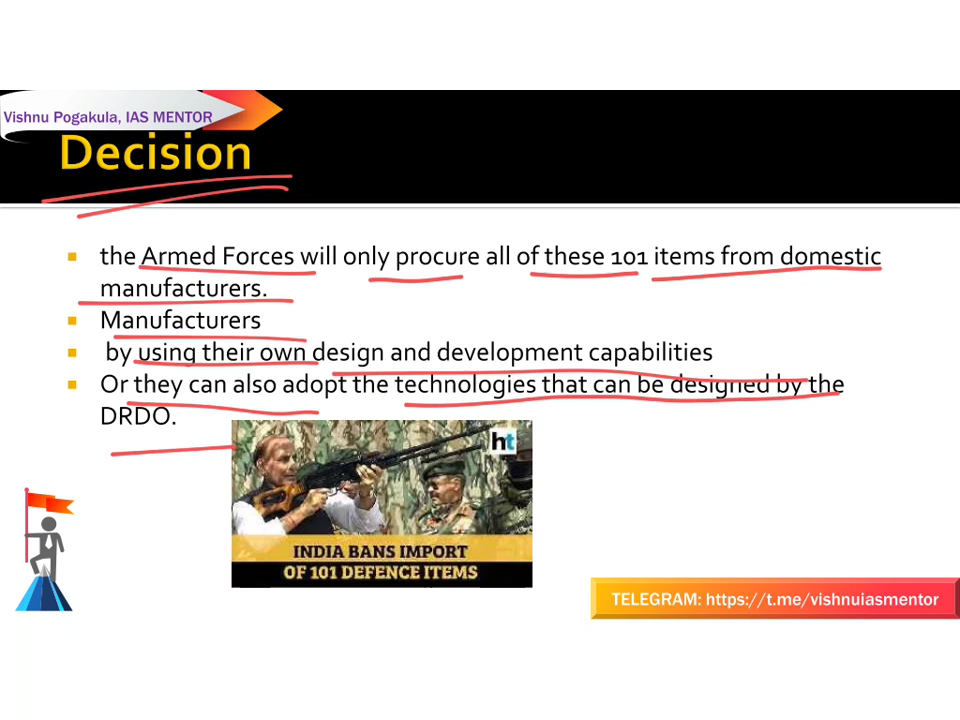 Vishnu Pogakula, IAS MENTOR
Decision
the Armed Forces will only procure all of these 101 items from domestic
manufacturers.
Manufacturers
by using their own design and development capabilities
Or they can also adopt the technologies that can be designed by the
DRDO.
ht
INDIA BANS IMPORT
OF 101 DEFENCE ITEMS
TELEGRAM: https://t.me/vishnuiasmentor